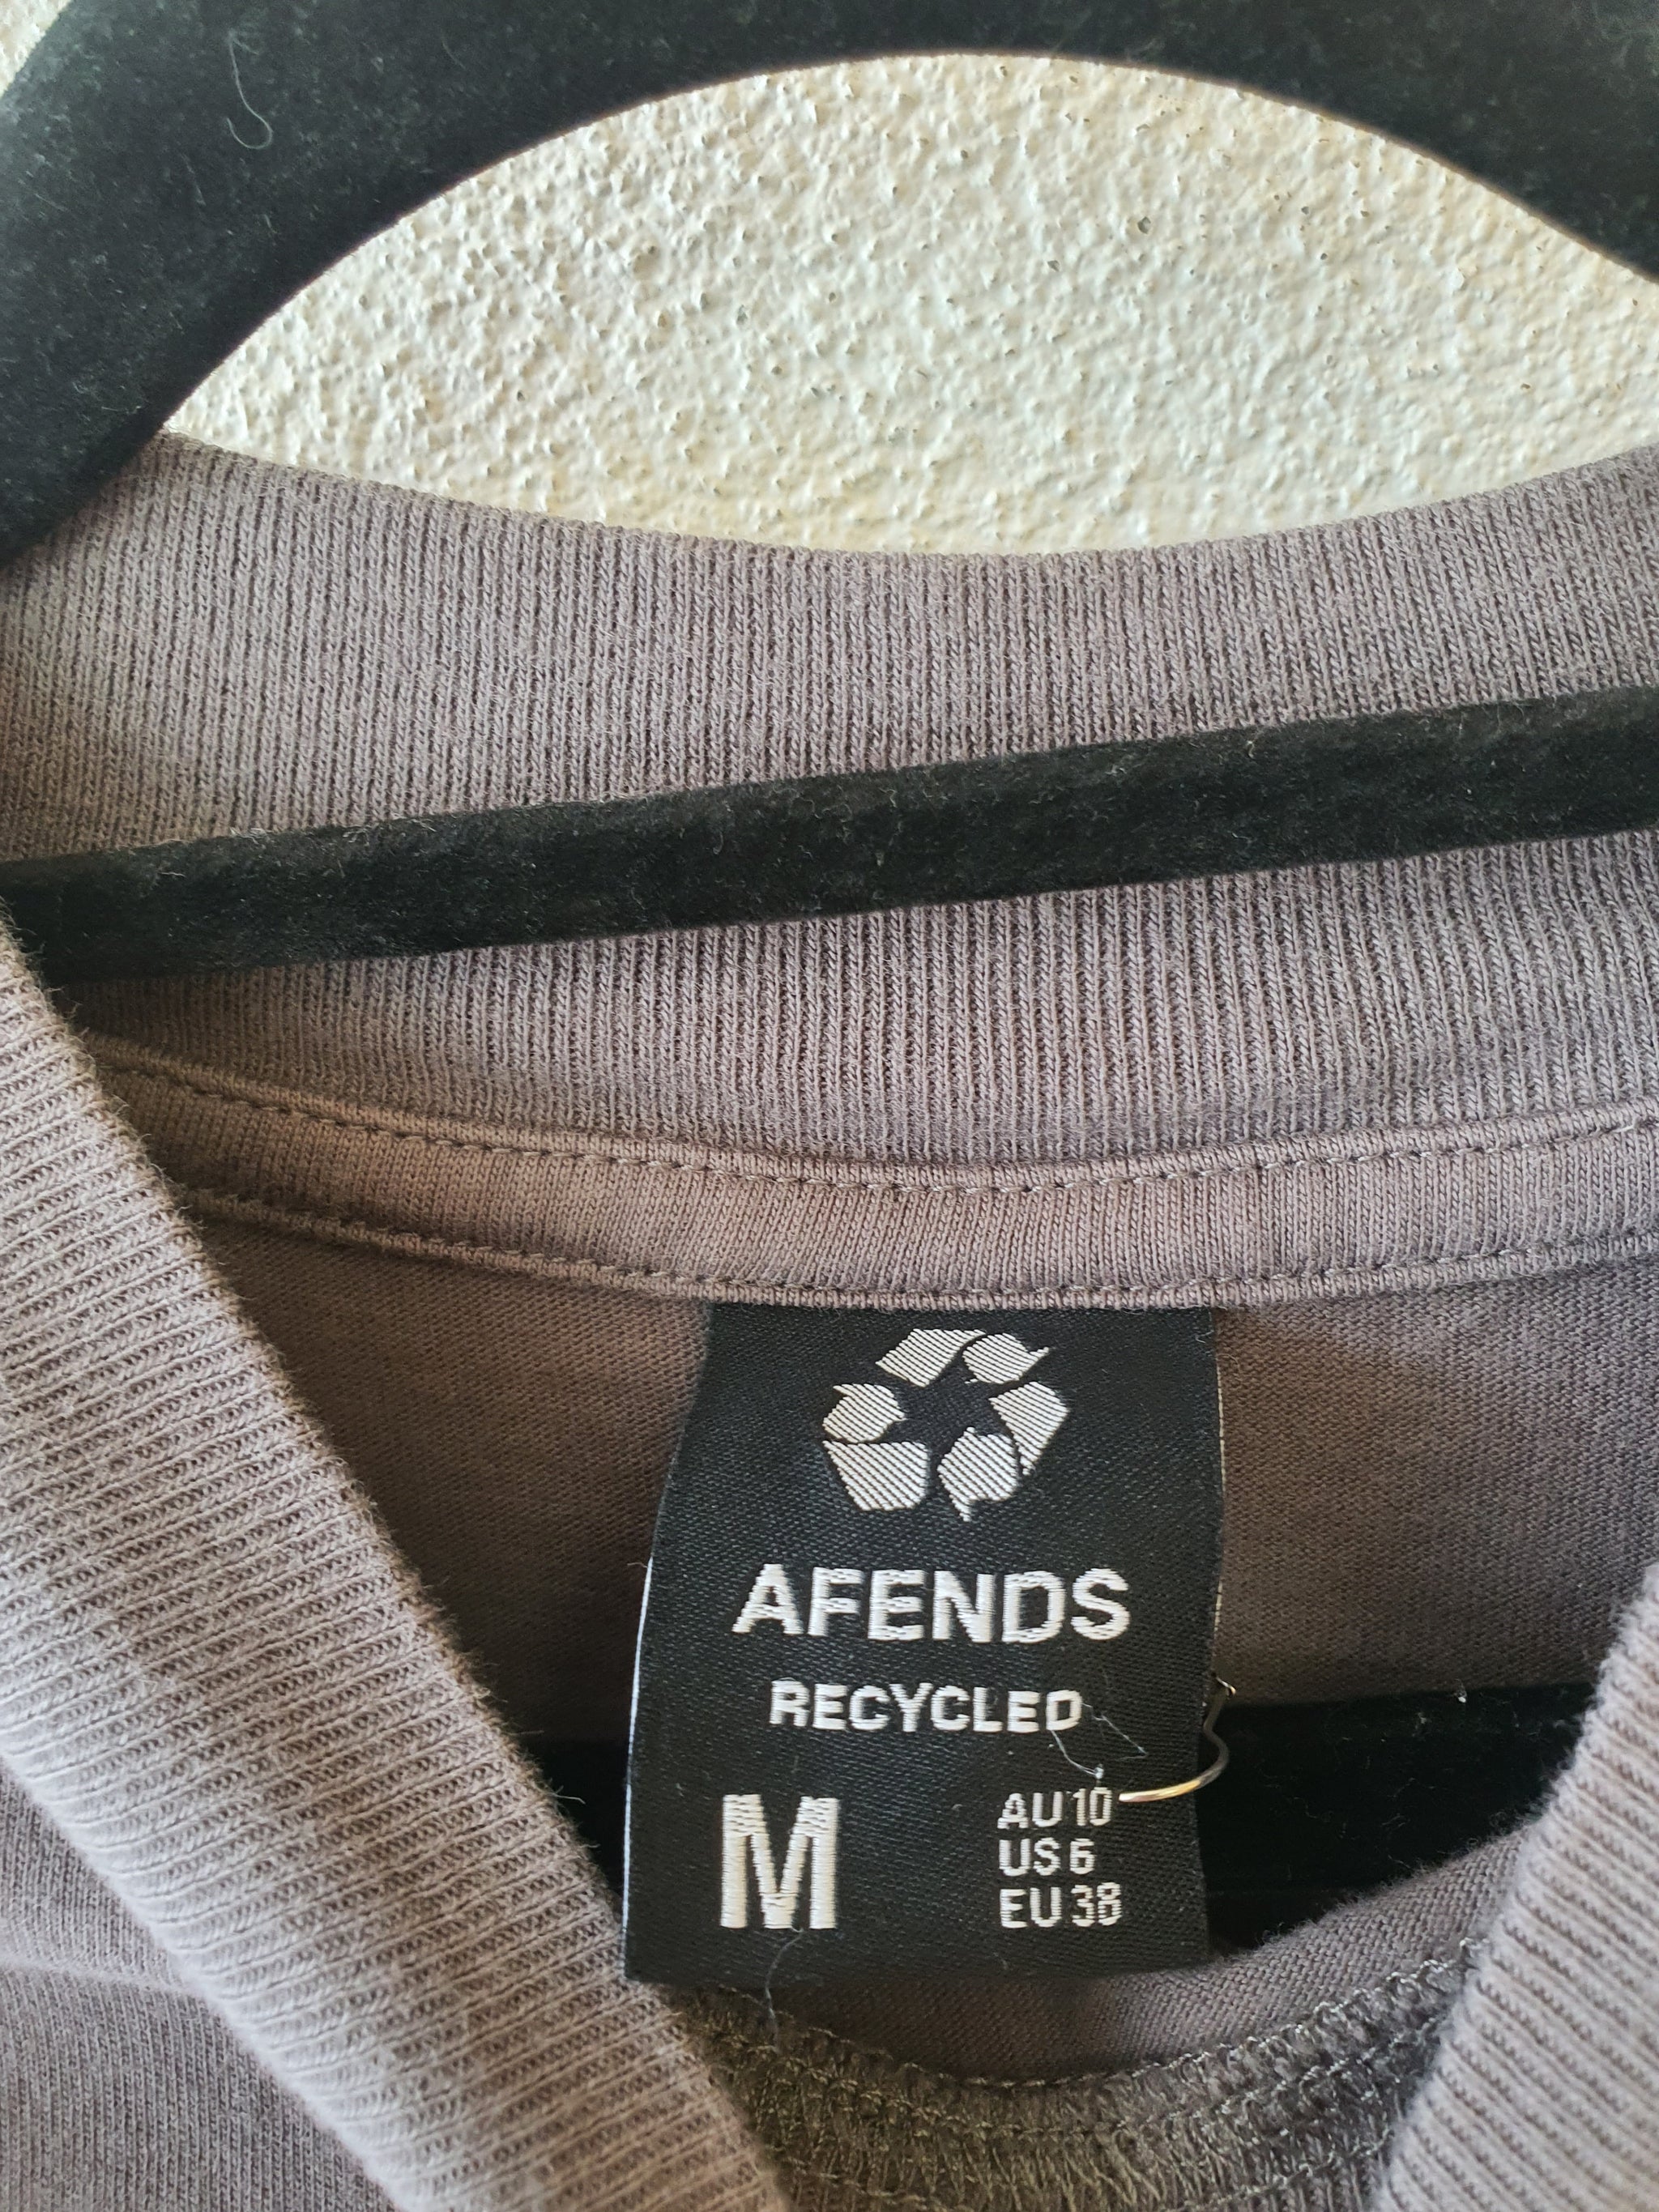 AFENDS
RECYCLED
M
AU 10
US 6
EU 38